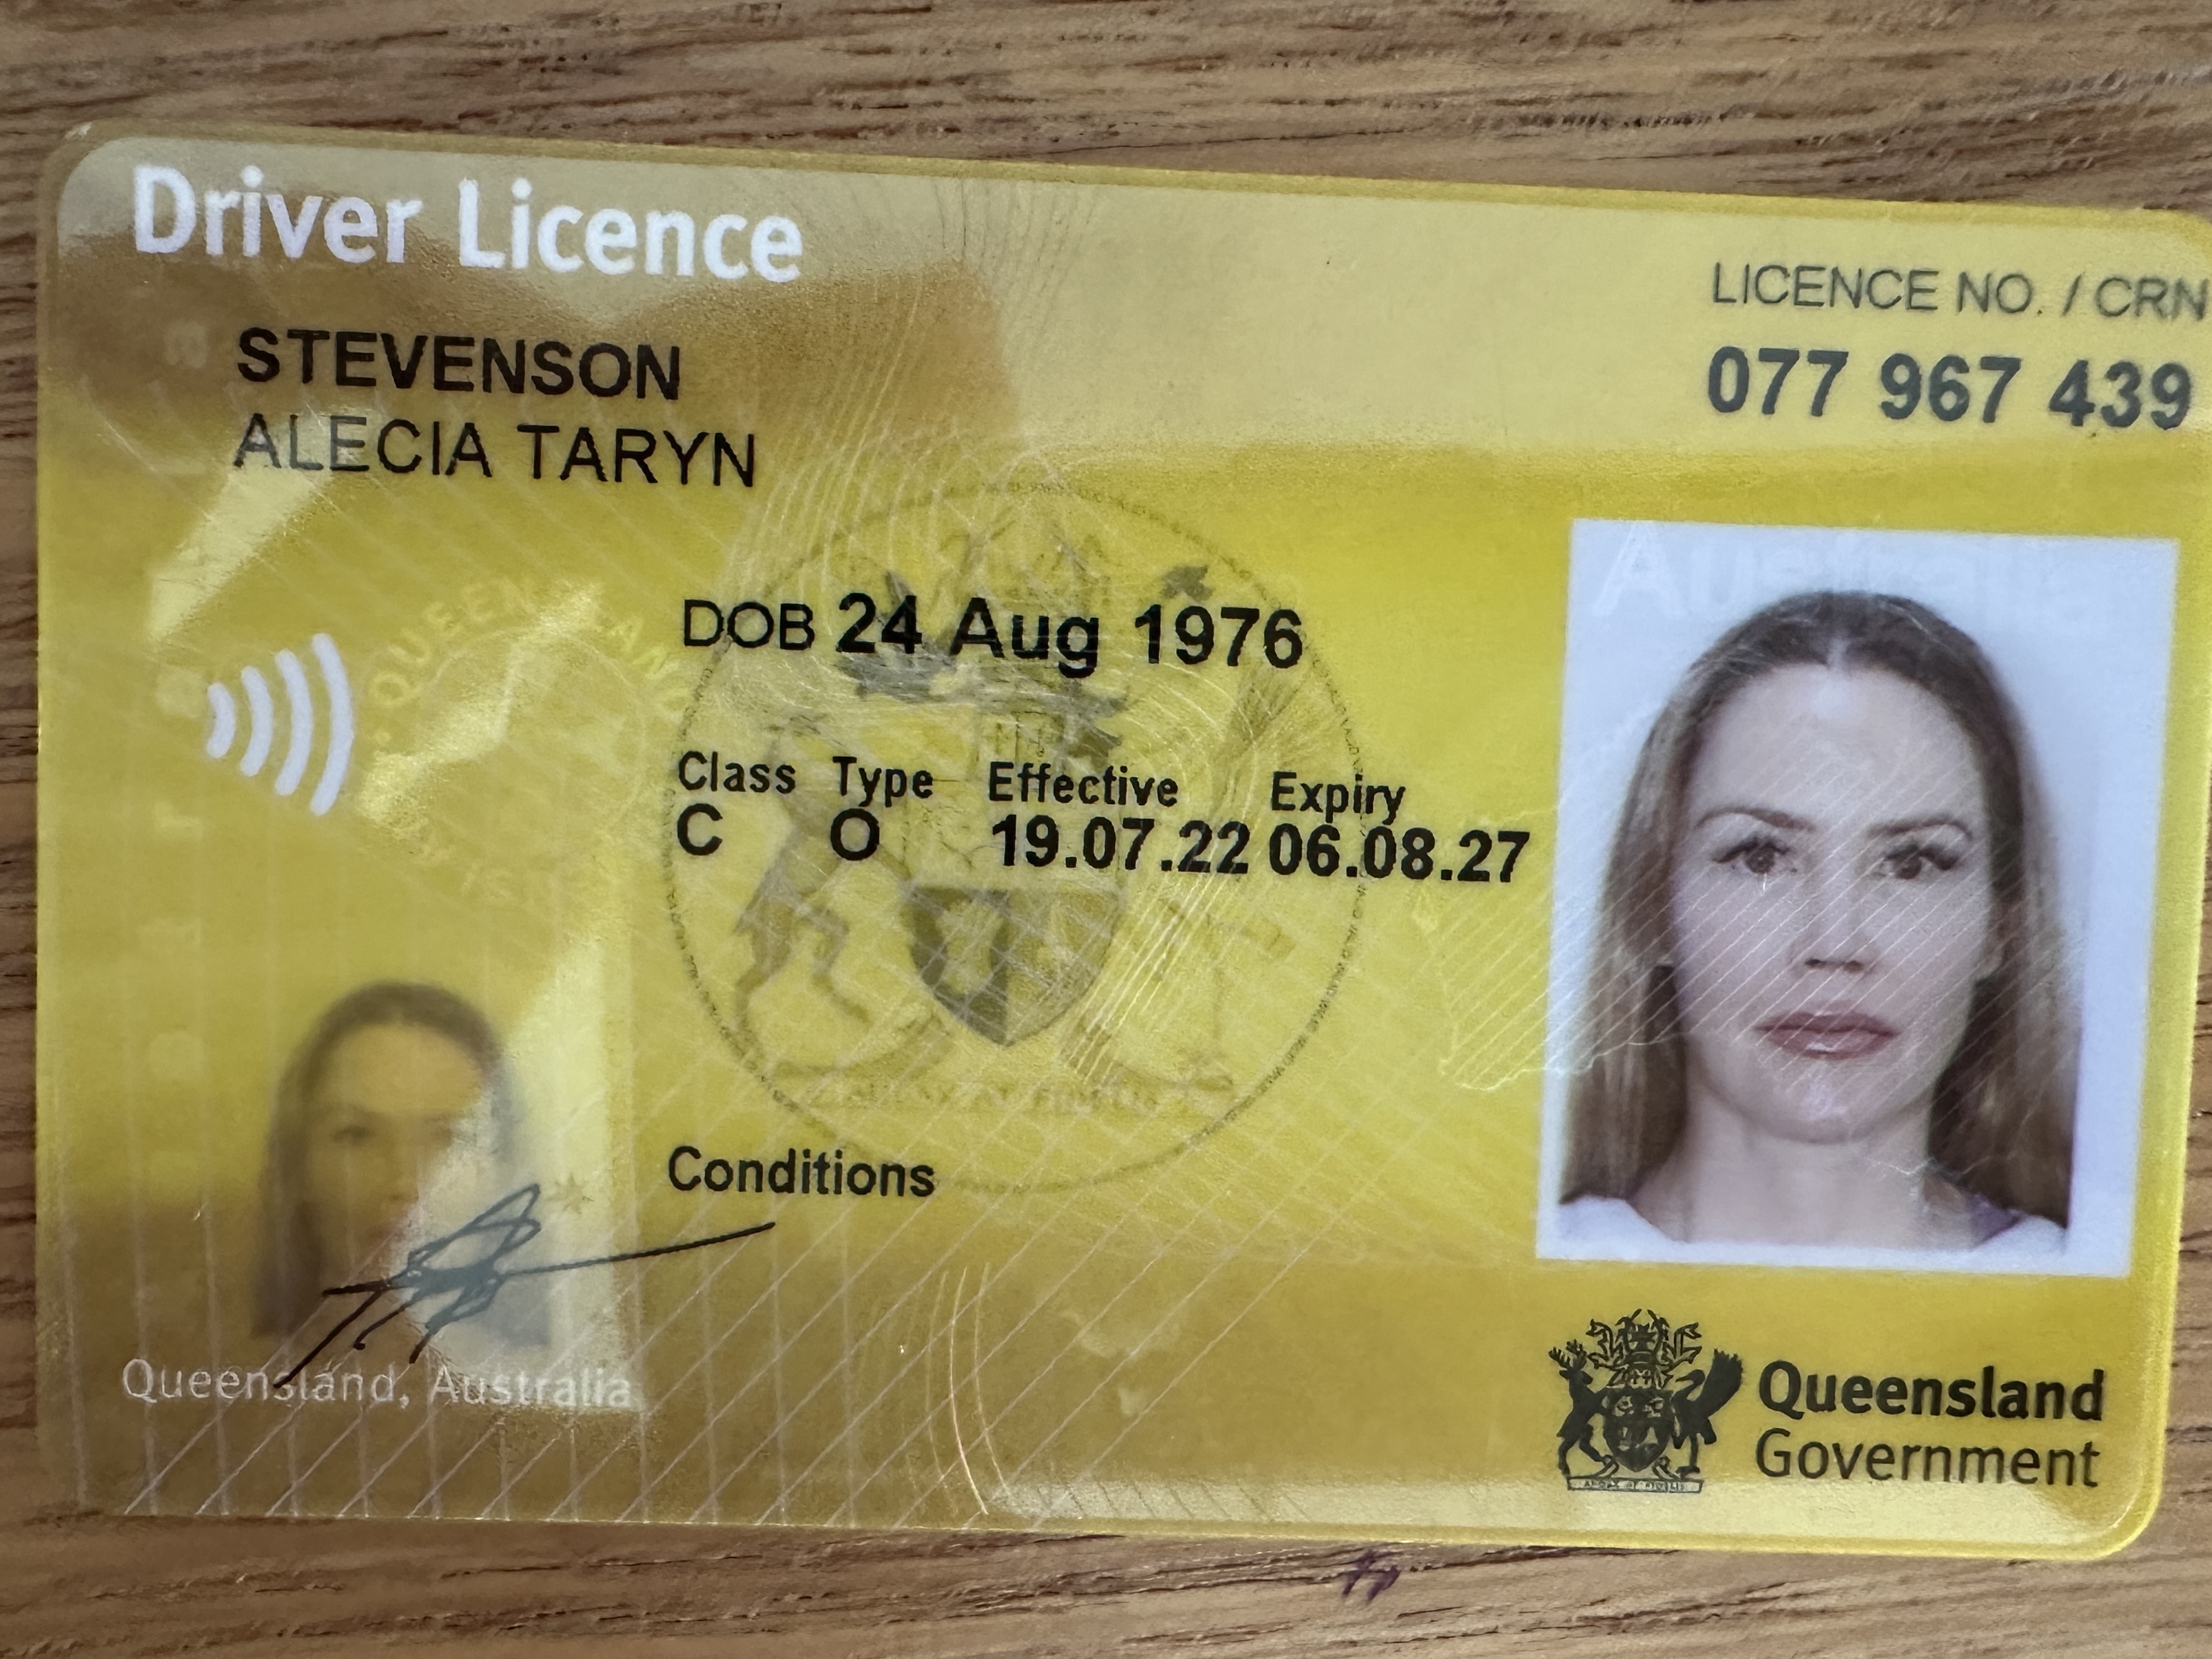 Driver Licence
LICENCE NO. / CRN
077 967 439
STEVENSON
ALECIA TARYN
DOB 24 Aug 1976
Class Type Effective Expiry
C O 19.07.22 06.08.27
Conditions
Queensland, Australia
Queensland
Government